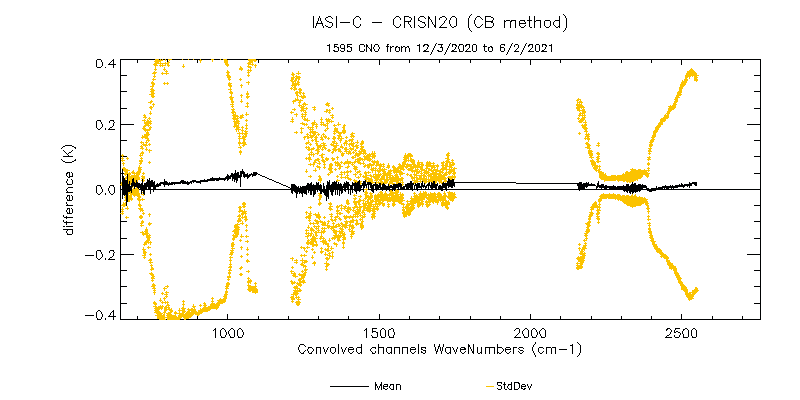 IASI-C - CRISN20 (CB method)
1595 CNO from 12/3/2020 to 6/2/2021
0.4
0.2
0.0
-0.2
-0.4
difference (K)
1000 1500 2000 2500
Convolved channels WaveNumbers (cm-1)
Mean StdDev